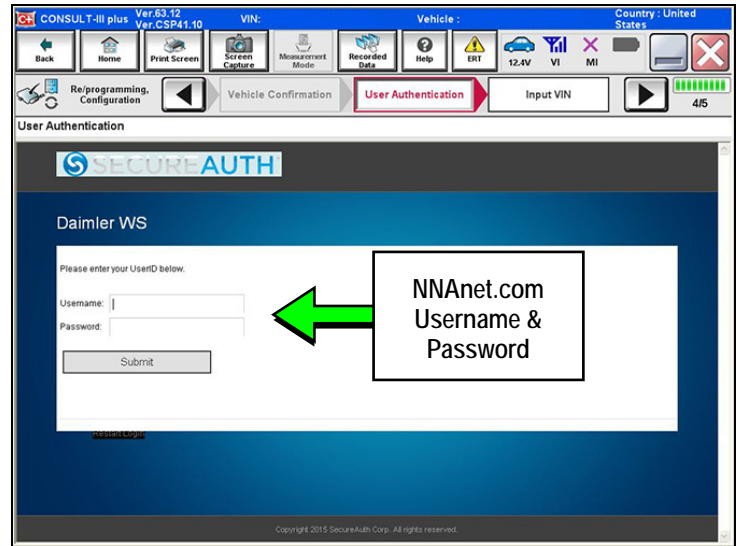 C+ CONSULT-III plus Ver.63.12
Ver.CSP41.10
VIN:
Vehicle :
Country : United
States
Back
Home
Print Screen
Screen
Capture
Measurement
Mode
Recorded
Data
Help
ERT
12.4V
VI
MI
Re/programming,
Configuration
Vehicle Confirmation
User Authentication
Input VIN
4/5
User Authentication
SECUREAUTH
Daimler WS
Please enter your UserID below.
Username:
Password:
Submit
NNAnet.com
Username &
Password
Restart Login
Copyright 2015 SecureAuth Corp. All rights reserved.